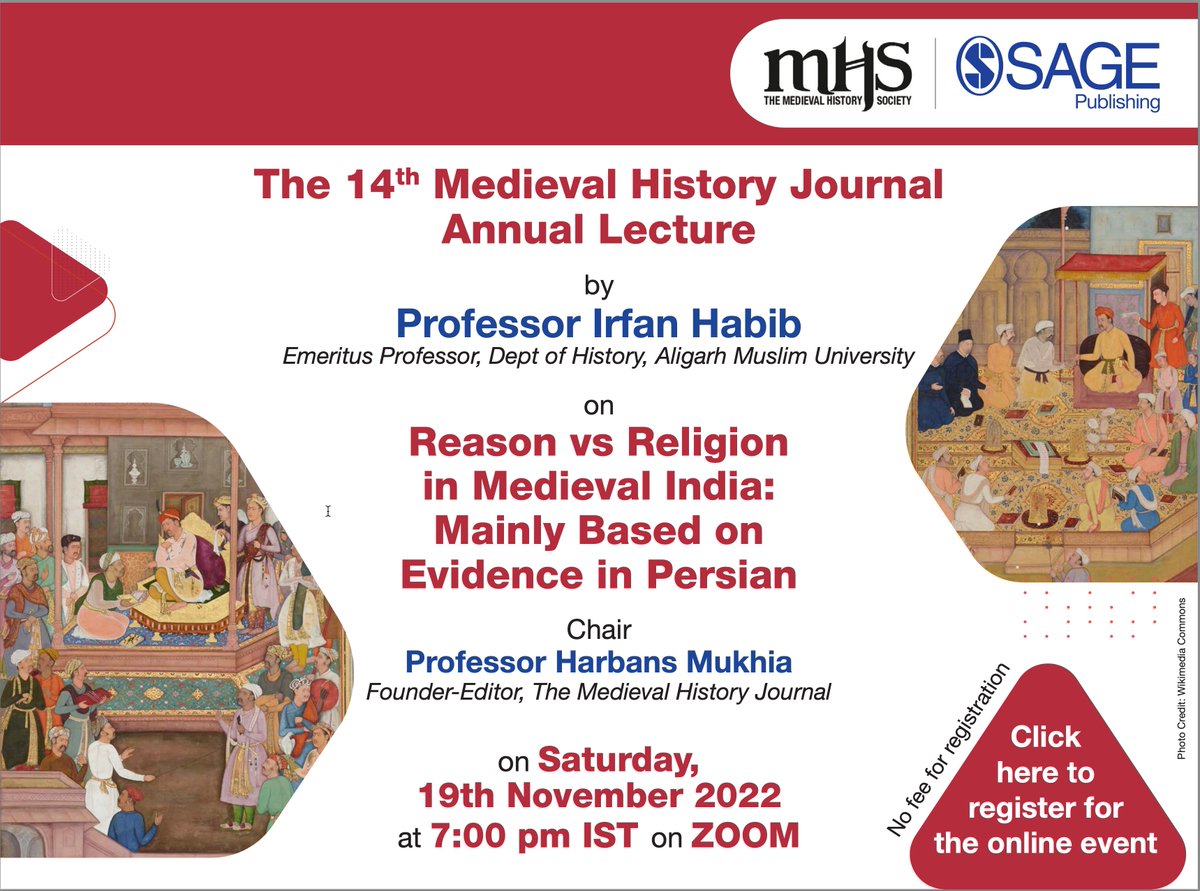 mHS
THE MEDIEVAL HISTORY SOCIETY
SAGE
Publishing
The 14th Medieval History Journal
Annual Lecture
by
Professor Irfan Habib
Emeritus Professor, Dept of History, Aligarh Muslim University
on
Reason vs Religion
in Medieval India:
Mainly Based on
Evidence in Persian
Chair
Professor Harbans Mukhia
Founder-Editor, The Medieval History Journal
on Saturday,
19th November 2022
at 7:00 pm IST on ZOOM
No fee for registration
Click
here to
register for
the online event
Photo Credit: Wikimedia Commons